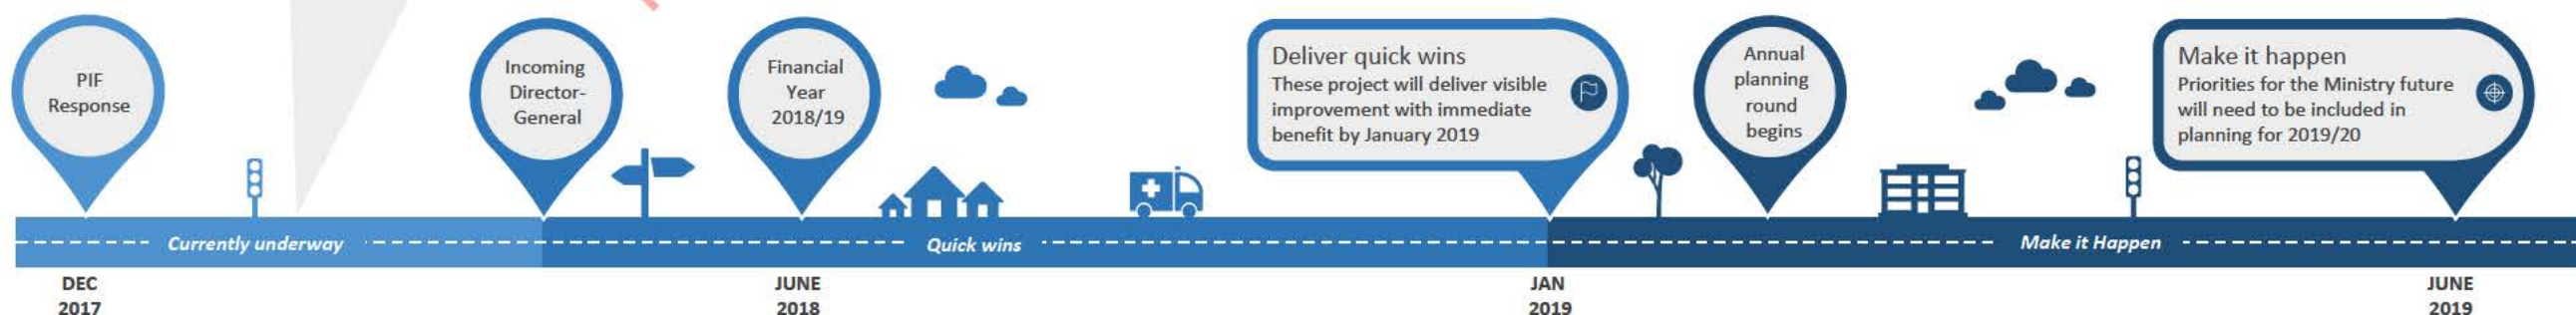 PIF
Response
Incoming
Director-
General
Financial
Year
2018/19
Deliver quick wins
These project will deliver visible
improvement with immediate
benefit by January 2019
Annual
planning
round
begins
Make it happen
Priorities for the Ministry future
will need to be included in
planning for 2019/20
Currently underway
Quick wins
Make it Happen
DEC
2017
JUNE
2018
JAN
2019
JUNE
2019